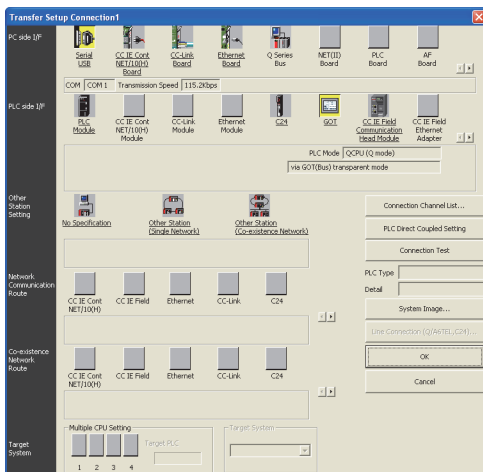 Transfer Setup Connection1
PC side I/F
Serial USB
CC IE Cont NET/10(H) Board
CC-Link Board
Ethernet Board
Q Series Bus
NET(II) Board
PLC Board
AF Board
COM COM 1 Transmission Speed 115.2Kbps
PLC side I/F
PLC Module
CC IE Cont NET/10(H) Module
CC-Link Module
Ethernet Module
C24
GOT
CC IE Field Communication Head Module
CC IE Field Ethernet Adapter
PLC Mode QCPU (Q mode)
via GOT(Bus) transparent mode
Other Station Setting
No Specification
Other Station (Single Network)
Other Station (Co-existence Network)
Connection Channel List...
PLC Direct Coupled Setting
Connection Test
PLC Type
Detail
System Image...
Line Connection (Q/A6TEL,C24)...
OK
Cancel
Network Communication Route
CC IE Cont NET/10(H)
CC IE Field
Ethernet
CC-Link
C24
Co-existence Network Route
CC IE Cont NET/10(H)
CC IE Field
Ethernet
CC-Link
C24
Target System
Multiple CPU Setting
1 2 3 4
Target PLC
Target System